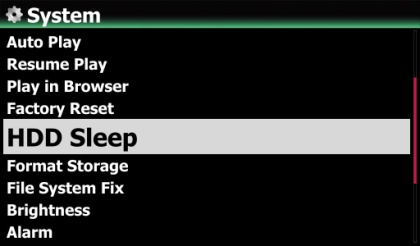 System
Auto Play
Resume Play
Play in Browser
Factory Reset
HDD Sleep
Format Storage
File System Fix
Brightness
Alarm